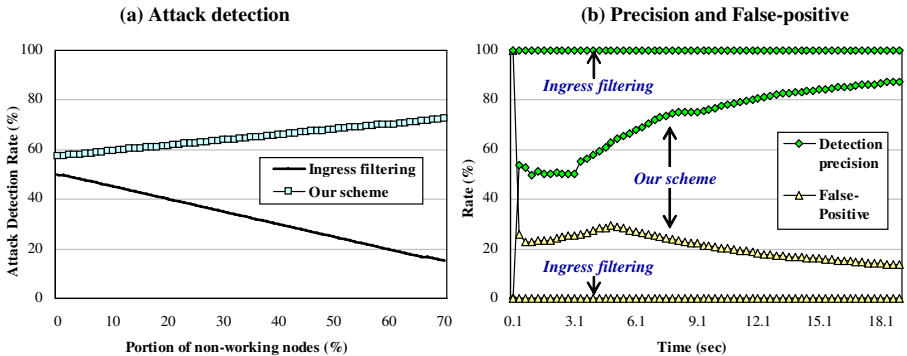 (a) Attack detection
100
80
60
40
20
0
Attack Detection Rate (%)
Ingress filtering
Our scheme
0 10 20 30 40 50 60 70
Portion of non-working nodes (%)
(b) Precision and False-positive
100
80
60
40
20
0
Rate (%)
Ingress filtering
Our scheme
Ingress filtering
Detection
precision
False-
Positive
0.1 3.1 6.1 9.1 12.1 15.1 18.1
Time (sec)